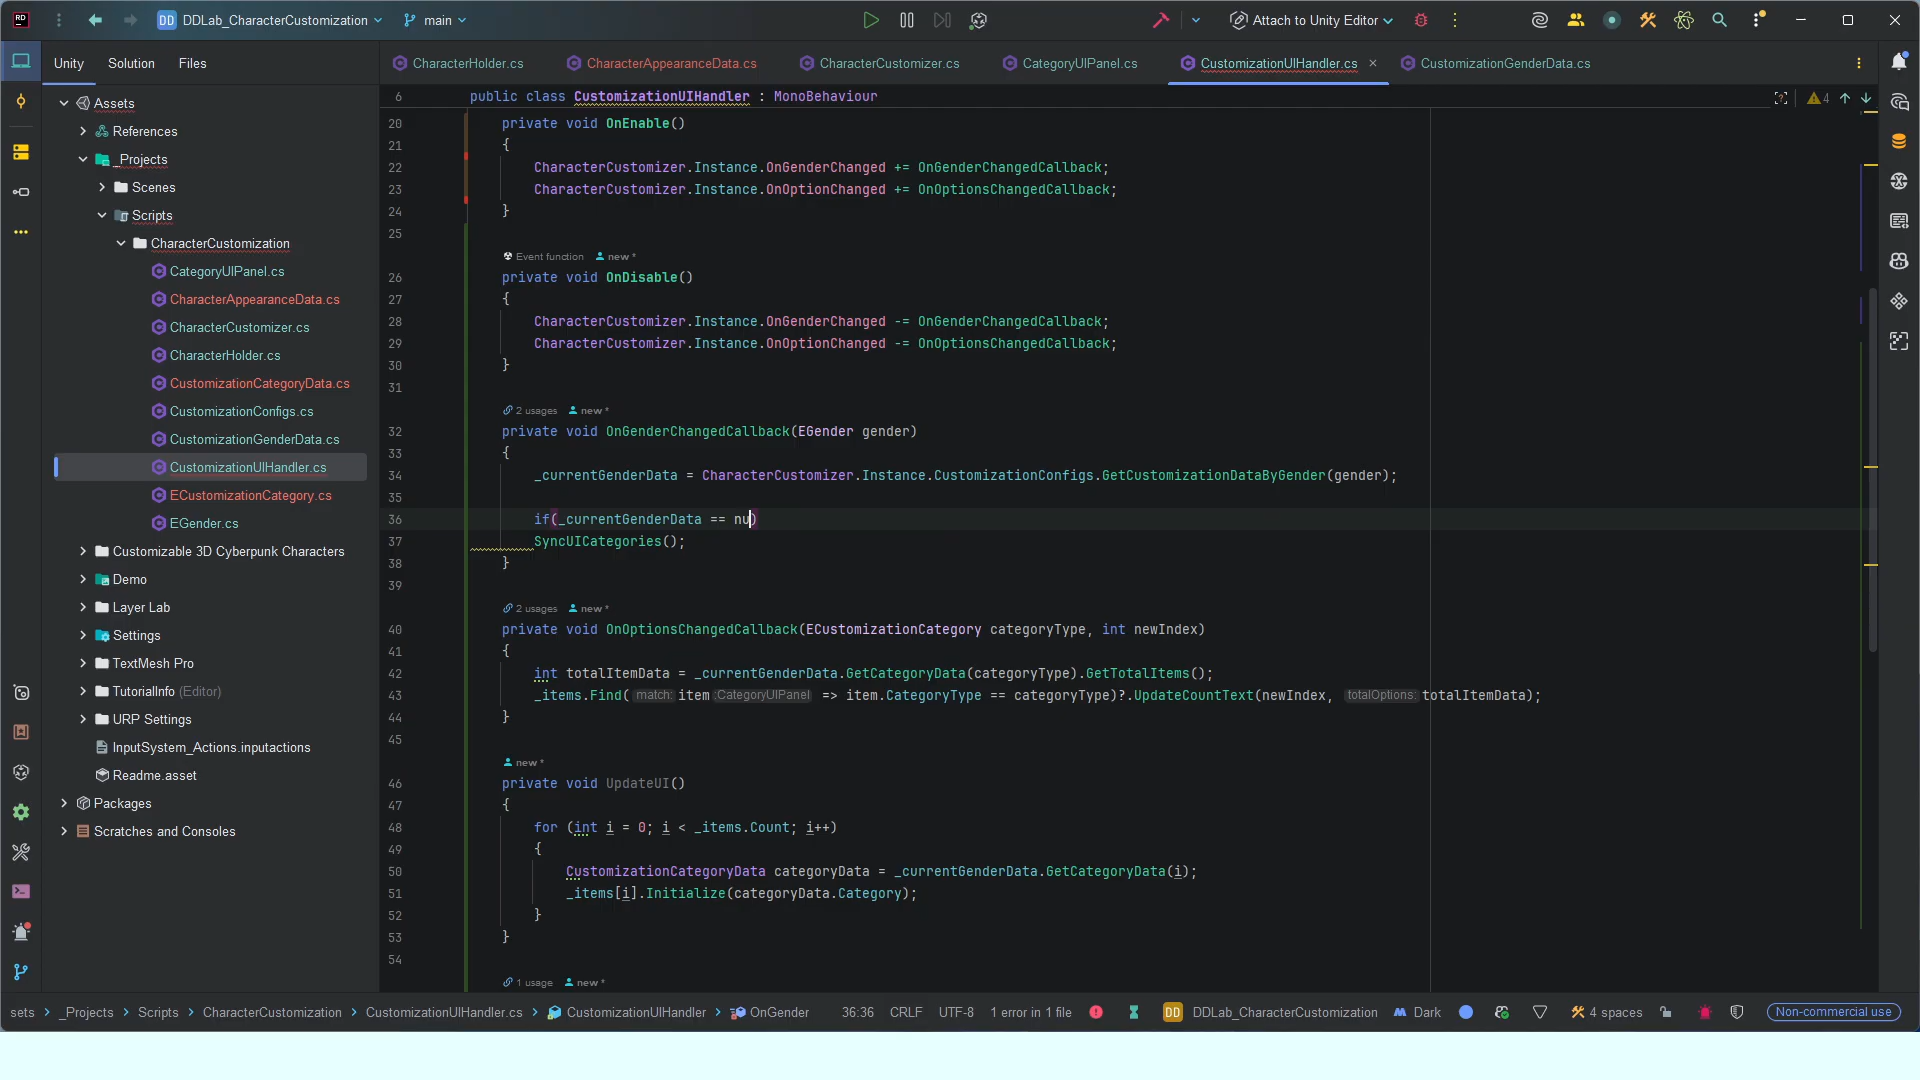 DD DDLab_CharacterCustomization main Attach to Unity Editor
Unity Solution Files
CharacterHolder.cs CharacterAppearanceData.cs CharacterCustomizer.cs CategoryUIPanel.cs CustomizationUIHandler.cs CustomizationGenderData.cs
Assets
References
_Projects
Scenes
Scripts
CharacterCustomization
CategoryUIPanel.cs
CharacterAppearanceData.cs
CharacterCustomizer.cs
CharacterHolder.cs
CustomizationCategoryData.cs
CustomizationConfigs.cs
CustomizationGenderData.cs
CustomizationUIHandler.cs
ECustomizationCategory.cs
EGender.cs
Customizable 3D Cyberpunk Characters
Demo
Layer Lab
Settings
TextMesh Pro
TutorialInfo (Editor)
URP Settings
InputSystem_Actions.inputactions
Readme.asset
Packages
Scratches and Consoles
6 public class CustomizationUIHandler : MonoBehaviour 4
20 private void OnEnable()
21 {
22 CharacterCustomizer.Instance.OnGenderChanged += OnGenderChangedCallback;
23 CharacterCustomizer.Instance.OnOptionChanged += OnOptionsChangedCallback;
24 }
25
Event function new *
26 private void OnDisable()
27 {
28 CharacterCustomizer.Instance.OnGenderChanged -= OnGenderChangedCallback;
29 CharacterCustomizer.Instance.OnOptionChanged -= OnOptionsChangedCallback;
30 }
31
2 usages new *
32 private void OnGenderChangedCallback(EGender gender)
33 {
34 _currentGenderData = CharacterCustomizer.Instance.CustomizationConfigs.GetCustomizationDataByGender(gender);
35
36 if(_currentGenderData == nu)
37 SyncUICategories();
38 }
39
2 usages new *
40 private void OnOptionsChangedCallback(ECustomizationCategory categoryType, int newIndex)
41 {
42 int totalItemData = _currentGenderData.GetCategoryData(categoryType).GetTotalItems();
43 _items.Find( match: item :CategoryUIPanel => item.CategoryType == categoryType)?.UpdateCountText(newIndex, totalOptions: totalItemData);
44 }
45
new *
46 private void UpdateUI()
47 {
48 for (int i = 0; i < _items.Count; i++)
49 {
50 CustomizationCategoryData categoryData = _currentGenderData.GetCategoryData(i);
51 _items[i].Initialize(categoryData.Category);
52 }
53 }
54
1 usage new *
sets _Projects Scripts CharacterCustomization CustomizationUIHandler.cs CustomizationUIHandler OnGender 36:36 CRLF UTF-8 1 error in 1 file DD DDLab_CharacterCustomization Dark 4 spaces Non-commercial use